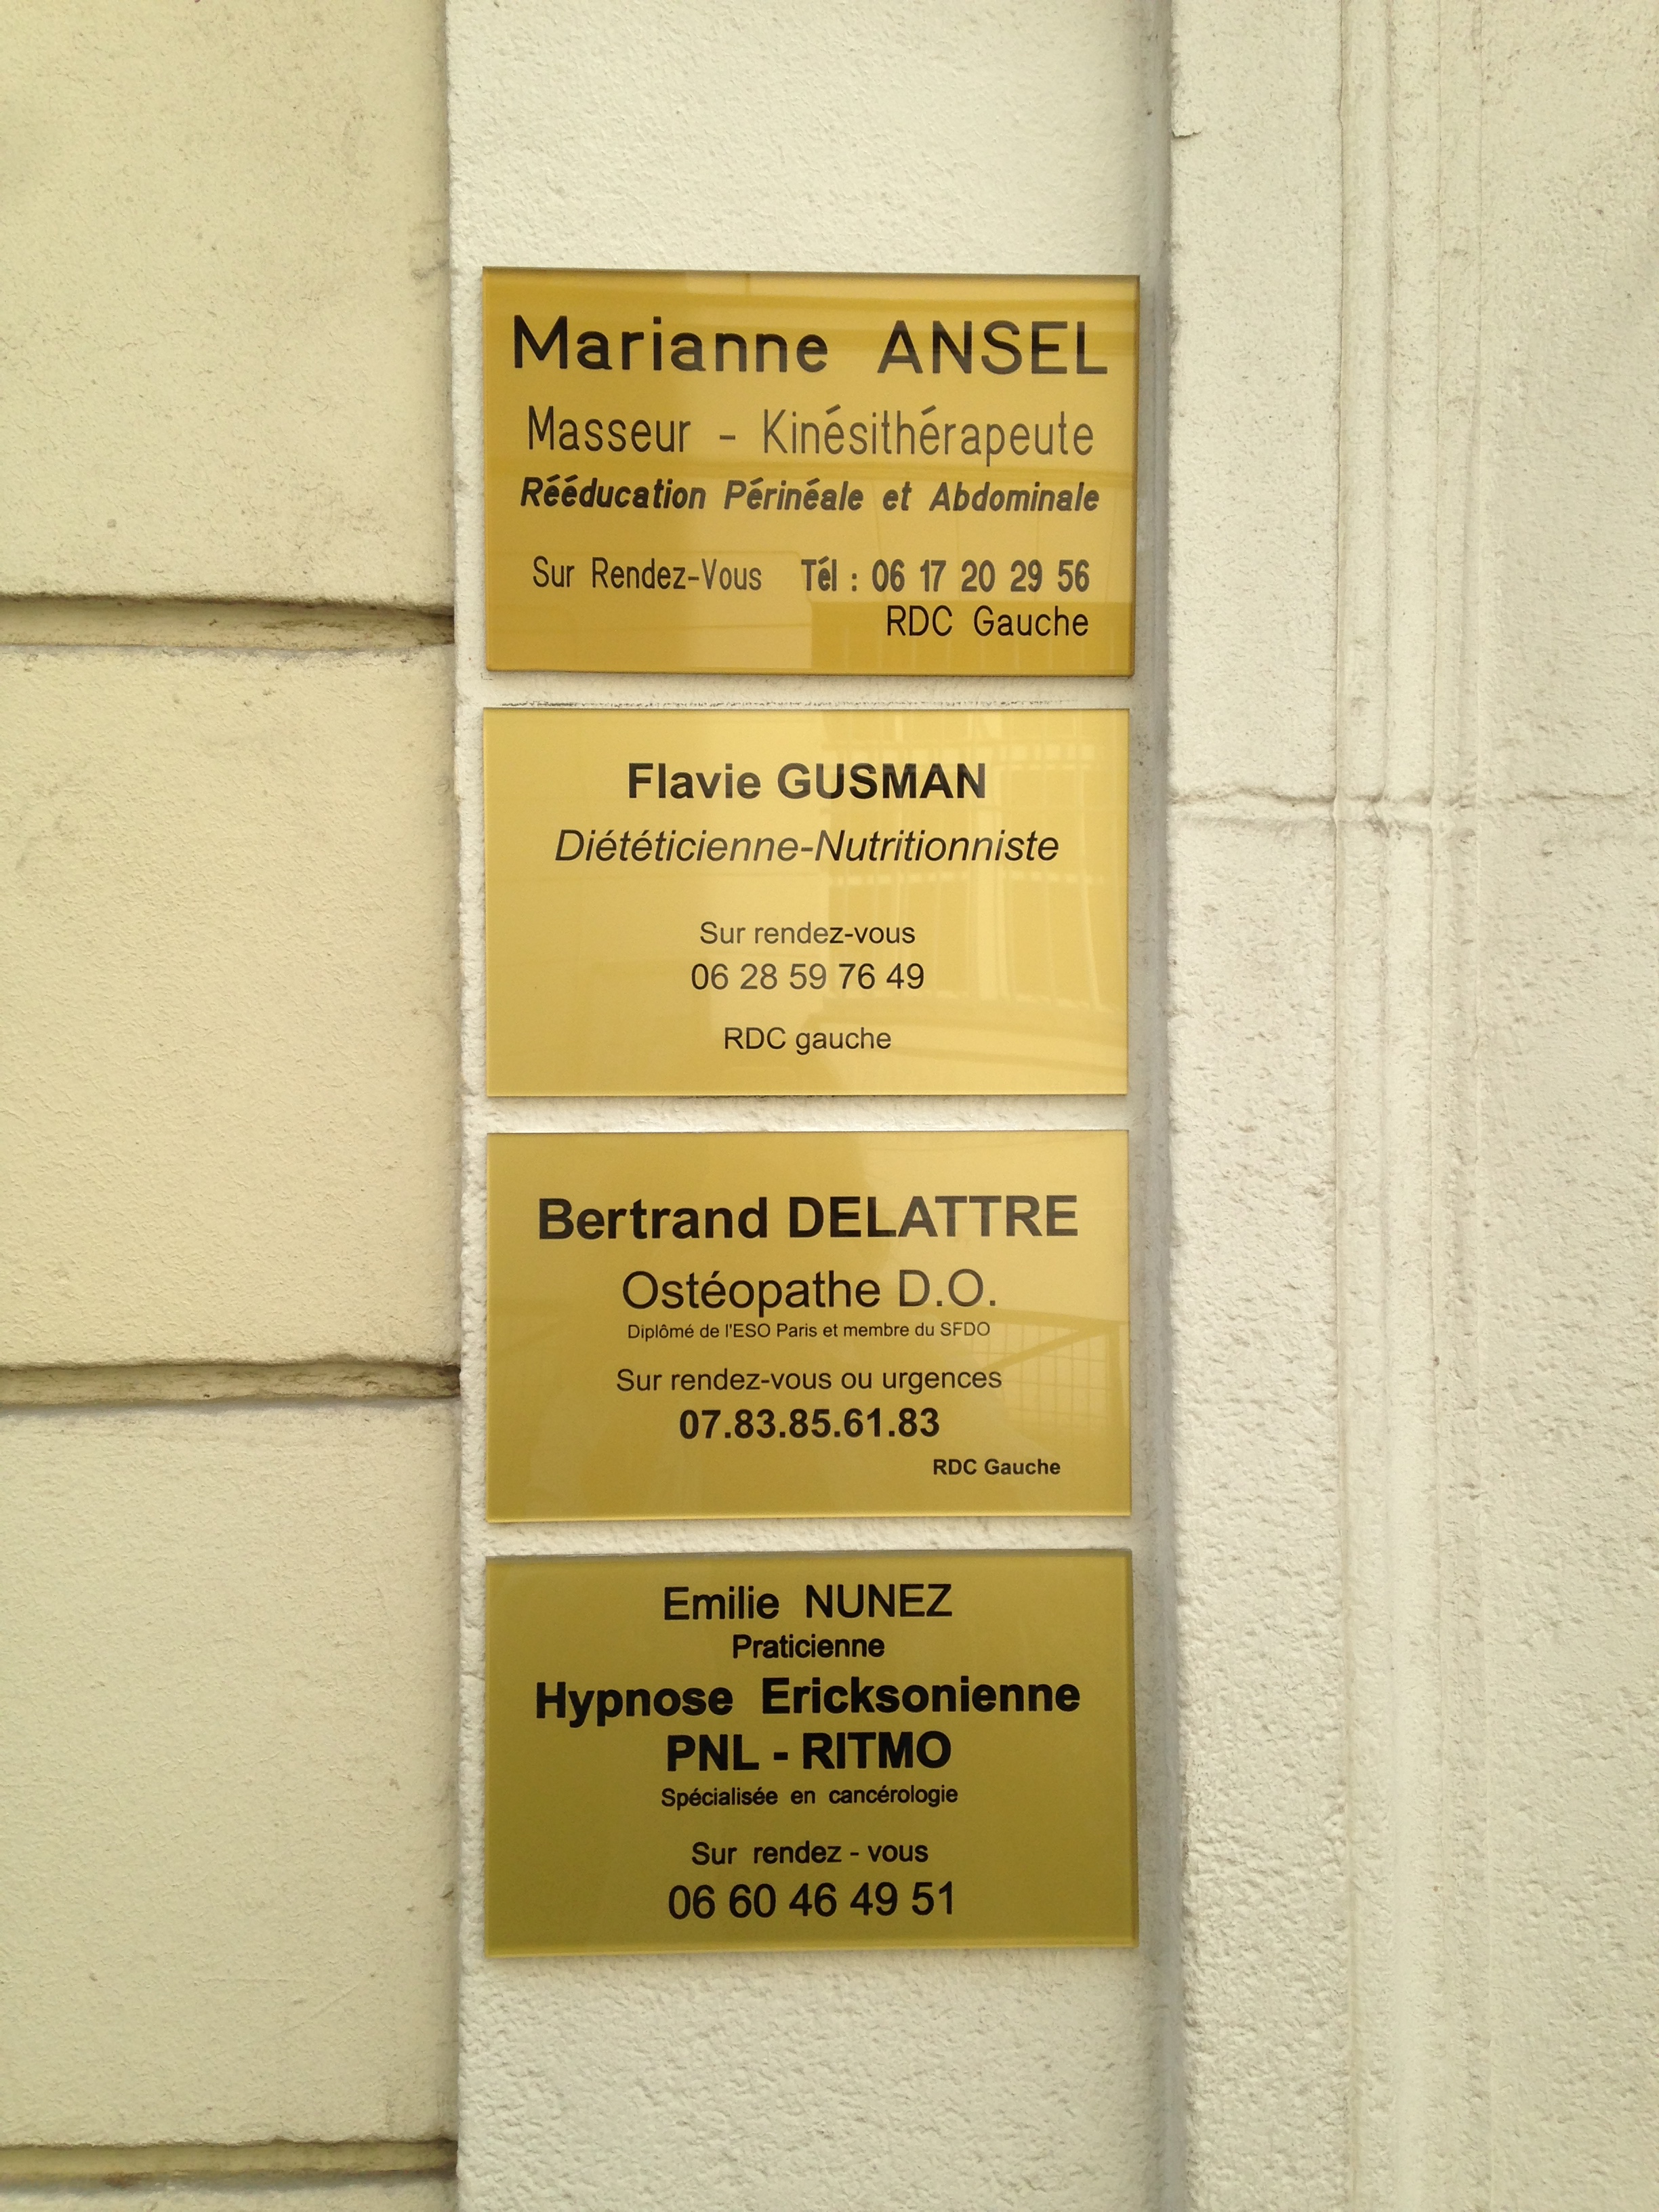 Marianne ANSEL
Masseur - Kinésithérapeute
Rééducation Périnéale et Abdominale
Sur Rendez-Vous Tél : 06 17 20 29 56
RDC Gauche
Flavie GUSMAN
Diététicienne-Nutritionniste
Sur rendez-vous
06 28 59 76 49
RDC gauche
Bertrand DELATTRE
Ostéopathe D.O.
Diplômé de l'ESO Paris et membre du SFDO
Sur rendez-vous ou urgences
07.83.85.61.83
RDC Gauche
Emilie NUNEZ
Praticienne
Hypnose Ericksonienne
PNL - RITMO
Spécialisée en cancérologie
Sur rendez - vous
06 60 46 49 51